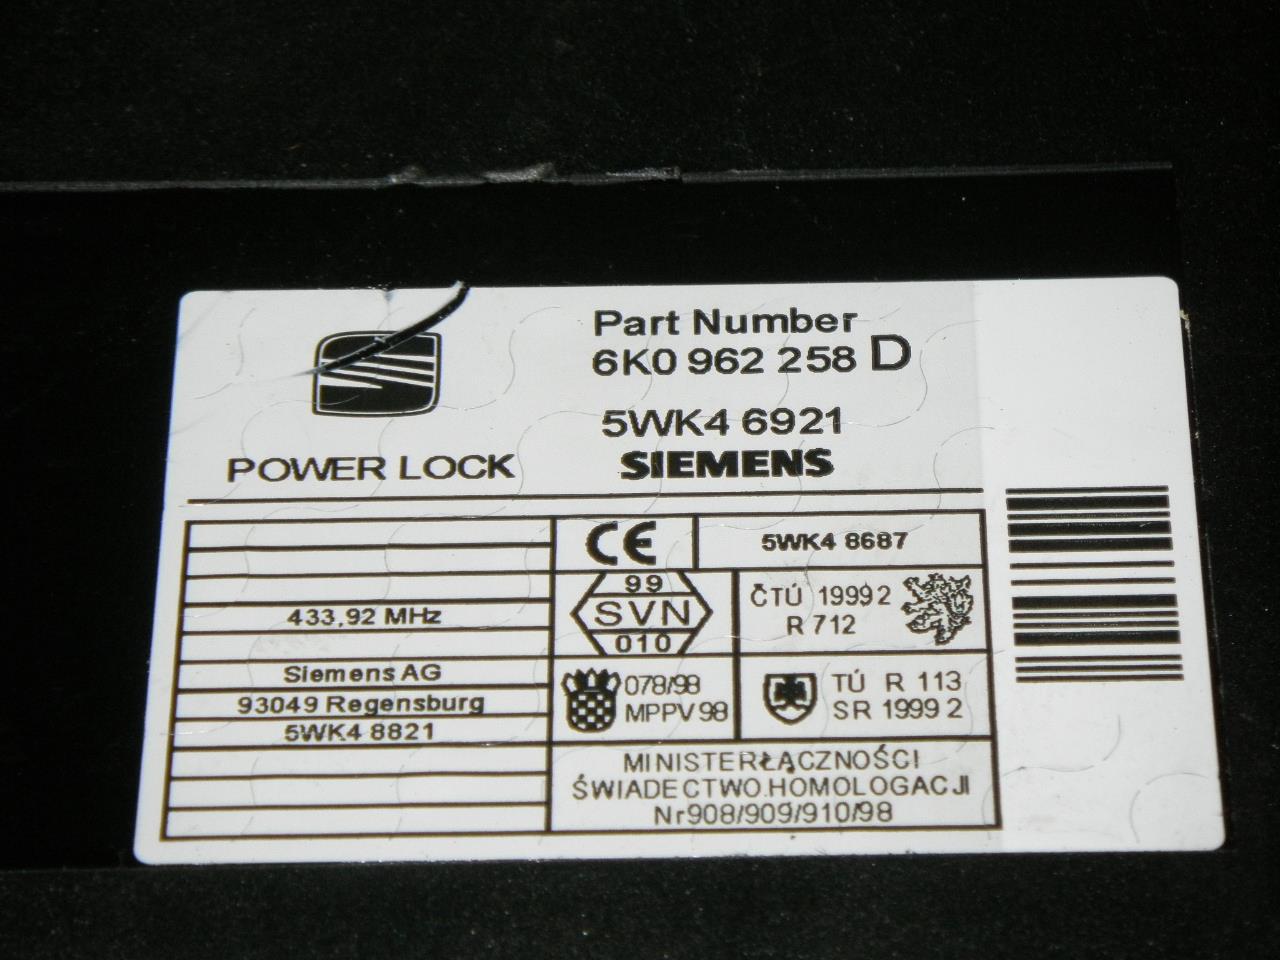 Part Number
6K0 962 258 D
5WK4 6921
POWER LOCK
SIEMENS
433,92 MHz
Siemens AG
93049 Regensburg
5WK4 8821
CE
5WK4 8687
99
SVN
010
ČTÚ 1999 2
R 712
078/98
MPPV 98
TÚ R 113
SR 1999 2
MINISTERŁĄCZNOŚCI
ŚWIADECTWO.HOMOLOGACJI
Nr908/909/910/98